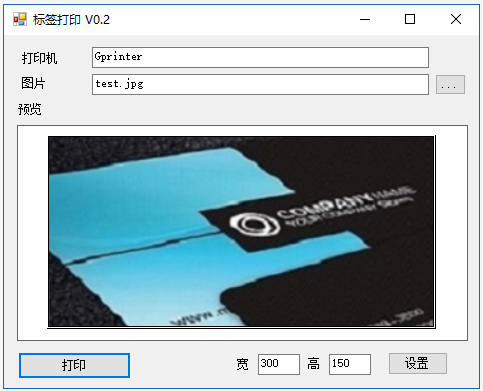 标签打印 V0.2
打印机 Gprinter
图片 test.jpg ...
预览
COMPANY NAME
YOUR COMPANY
www.
打印 宽 300 高 150 设置